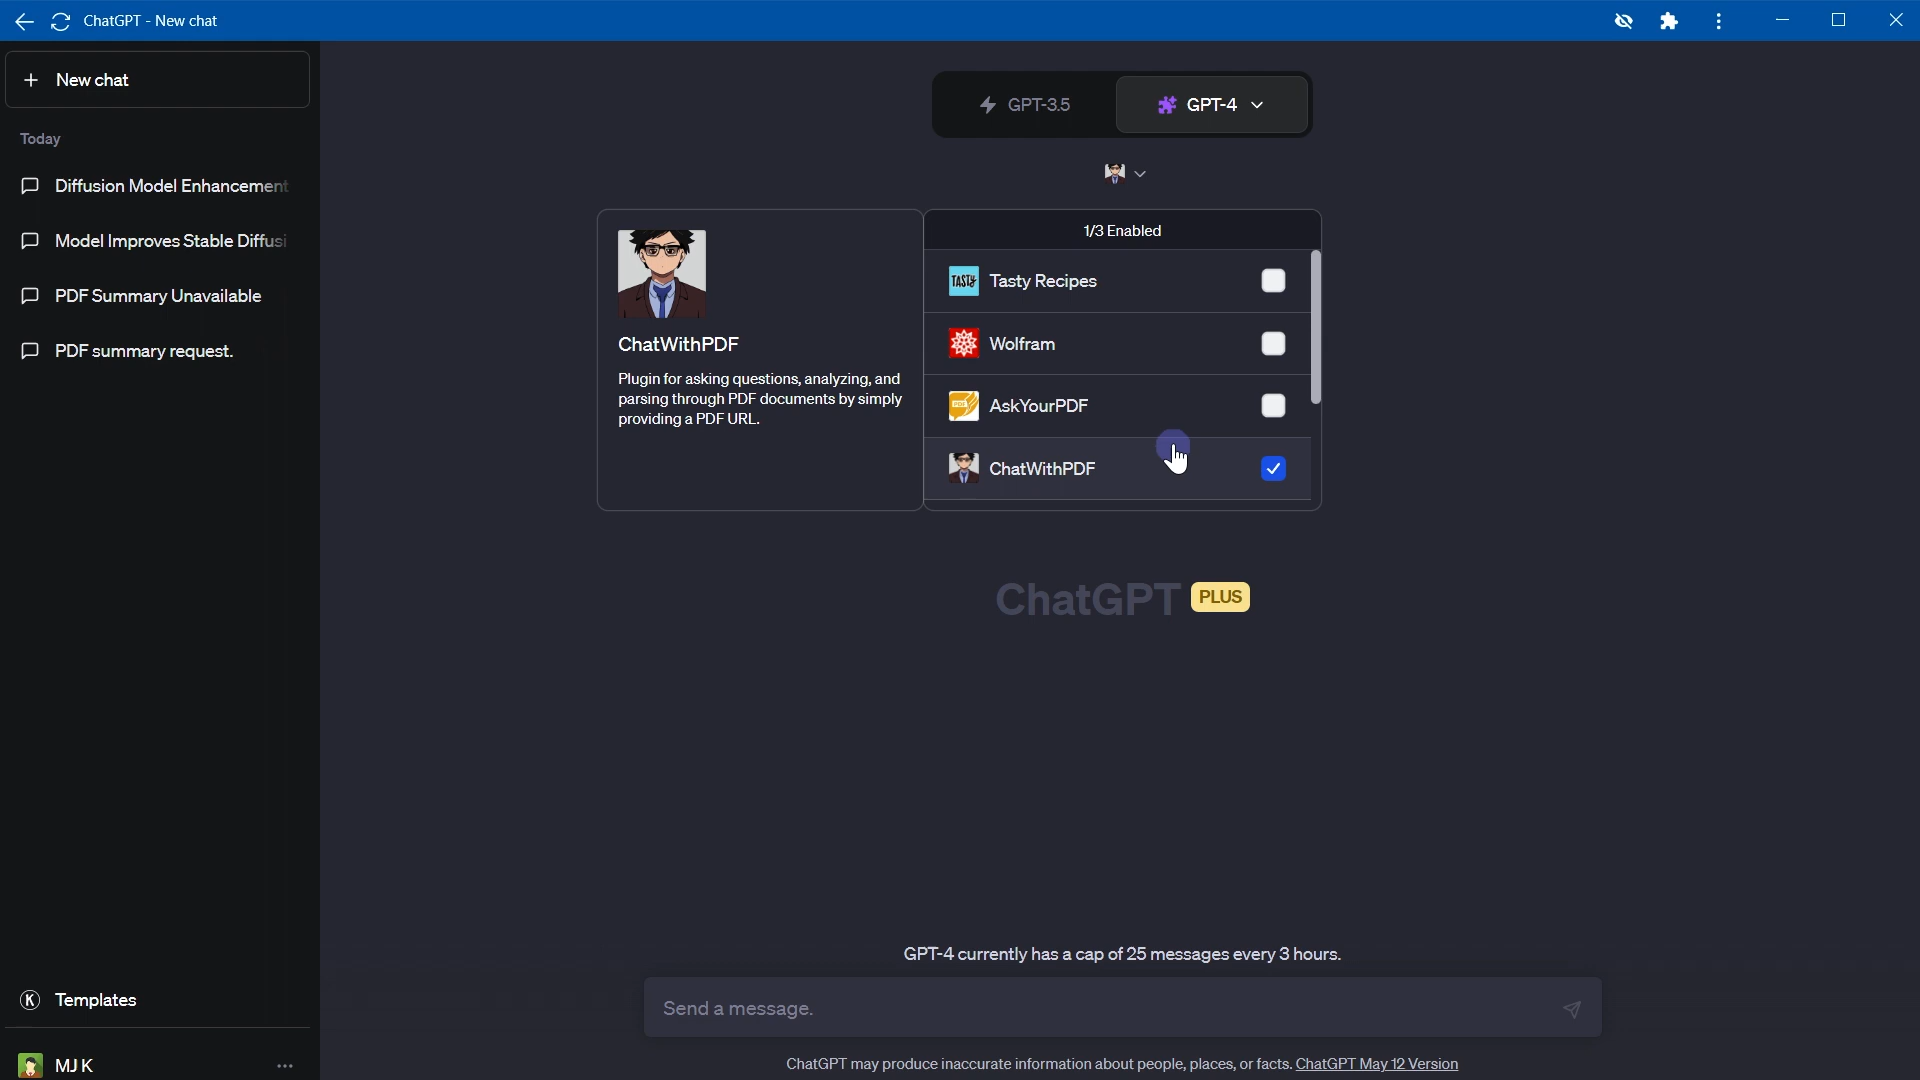 ChatGPT - New chat
New chat
Today
Diffusion Model Enhancement
Model Improves Stable Diffusi
PDF Summary Unavailable
PDF summary request.
Templates
MJ K
GPT-3.5
GPT-4
ChatWithPDF
Plugin for asking questions, analyzing, and
parsing through PDF documents by simply
providing a PDF URL.
1/3 Enabled
TASTY Tasty Recipes
Wolfram
PDF AskYourPDF
ChatWithPDF
ChatGPT PLUS
GPT-4 currently has a cap of 25 messages every 3 hours.
Send a message.
ChatGPT may produce inaccurate information about people, places, or facts. ChatGPT May 12 Version